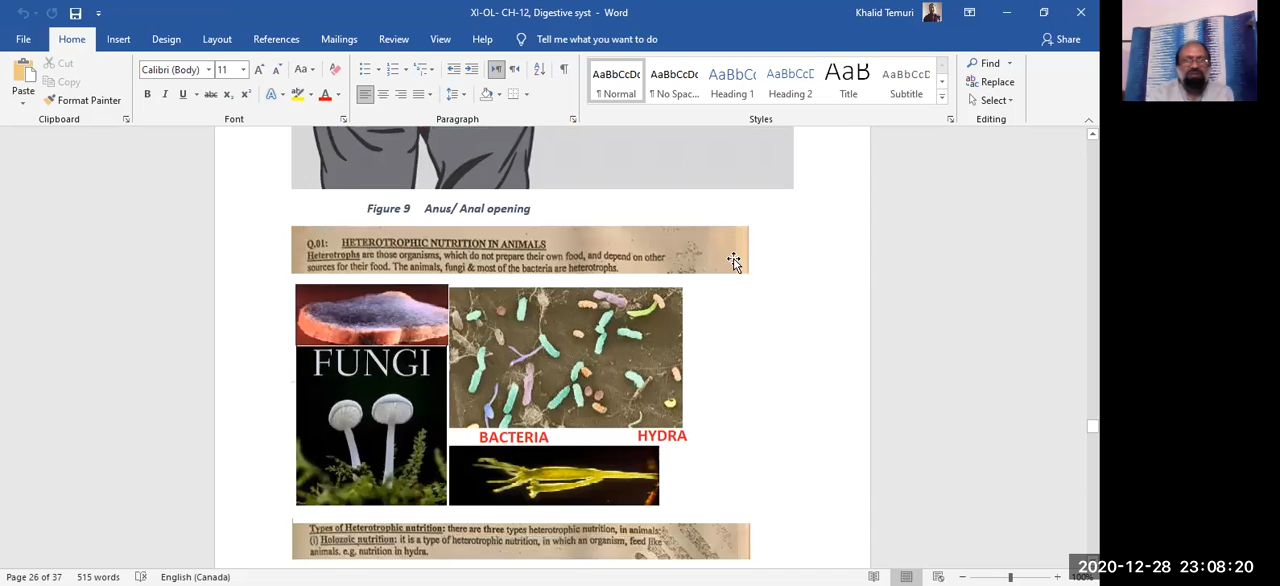 XI-OL- CH-12, Digestive syst - Word
Khalid Temuri
File Home Insert Design Layout References Mailings Review View Help Tell me what you want to do Share
Cut
Copy
Format Painter
Paste
Calibri (Body) 11
AaBbCcDc AaBbCcDc AaBbCc AaBbCcD AaB AaBbCcD
¶ Normal ¶ No Spac... Heading 1 Heading 2 Title Subtitle
Find
Replace
Select
Clipboard Font Paragraph Styles Editing
Figure 9 Anus/ Anal opening
Q.01: HETEROTROPHIC NUTRITION IN ANIMALS
Heterotrophs are those organisms, which do not prepare their own food, and depend on other
sources for their food. The animals, fungi & most of the bacteria are heterotrophs.
FUNGI
BACTERIA HYDRA
Types of Heterotrophic nutrition: there are three types heterotrophic nutrition, in animals:
(i) Holozoic nutrition: it is a type of heterotrophic nutrition, in which an organism, feed like
animals. e.g. nutrition in hydra.
Page 26 of 37 515 words English (Canada) 100%
2020-12-28 23:08:20